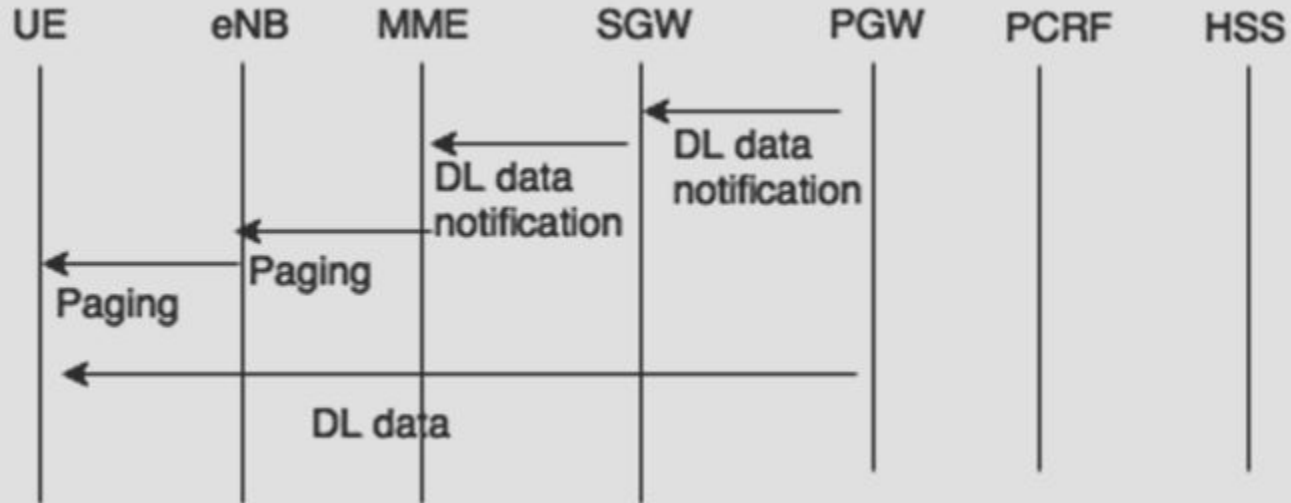 UE eNB MME SGW PGW PCRF HSS
DL data
notification
DL data
notification
Paging
Paging
DL data